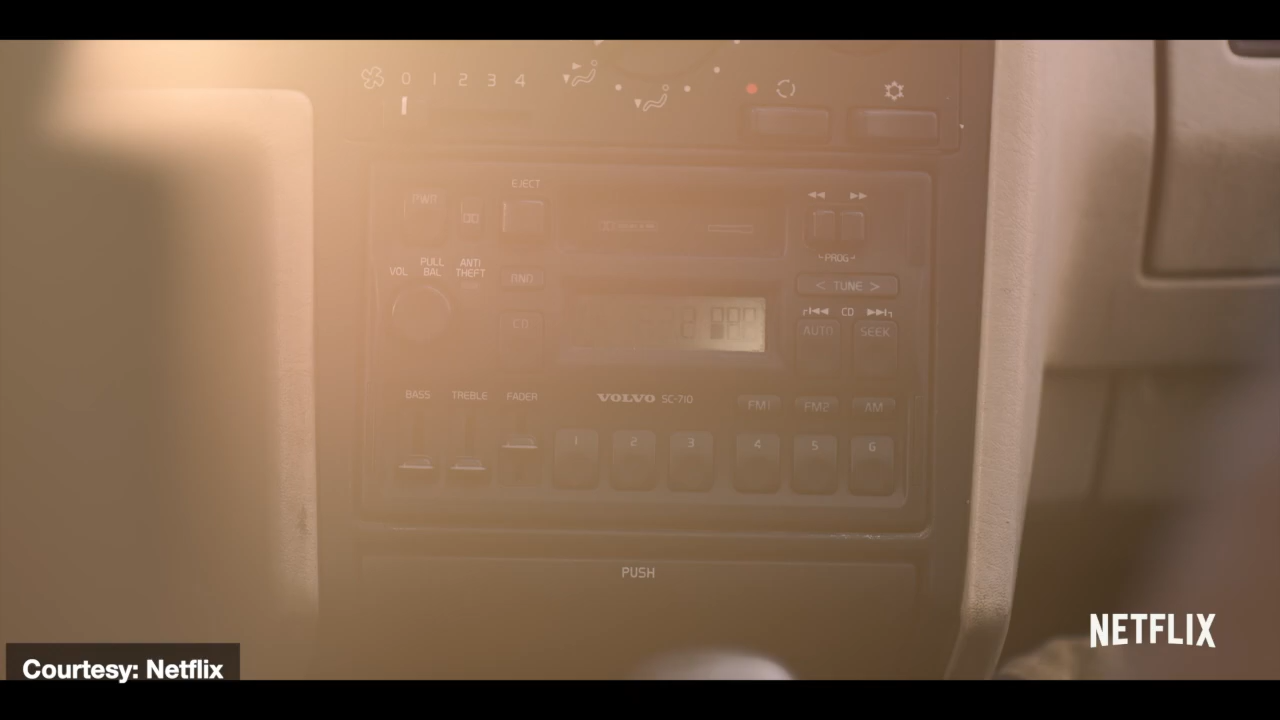 0 1 2 3 4
EJECT
PWR
PULL
VOL BAL
ANTI
THEFT
PROG
RND
< TUNE >
CD
CD
AUTO SEEK
BASS TREBLE FADER
VOLVO SC-710
FM1 FM2 AM
1 2 3 4 5 6
PUSH
NETFLIX
Courtesy: Netflix